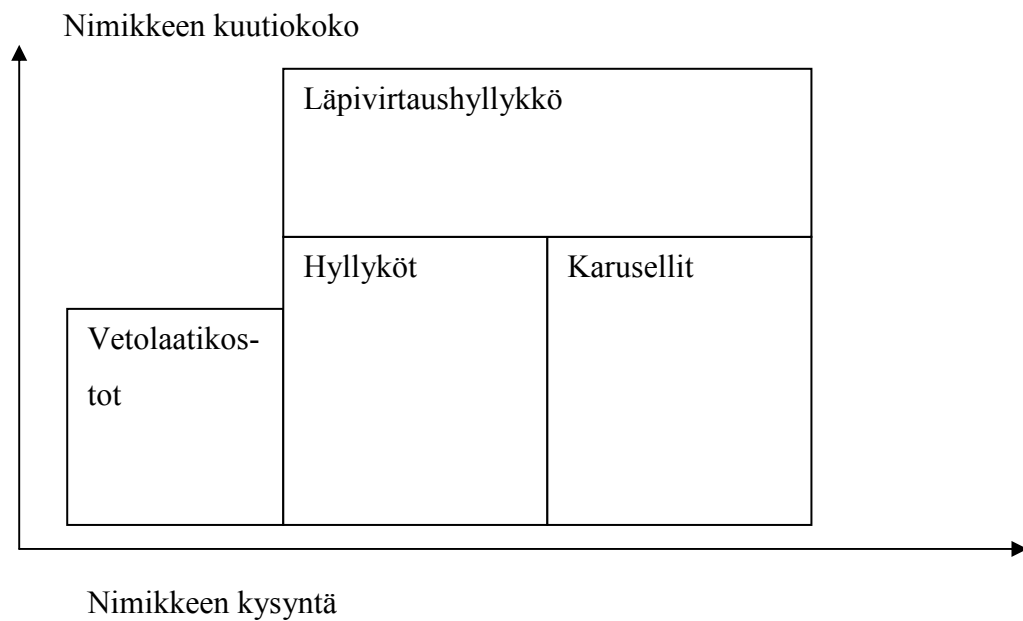 Nimikkeen kuutiokoko
Läpivirtaushyllykkö
Hyllyköt
Karusellit
Vetolaatikos-
tot
Nimikkeen kysyntä